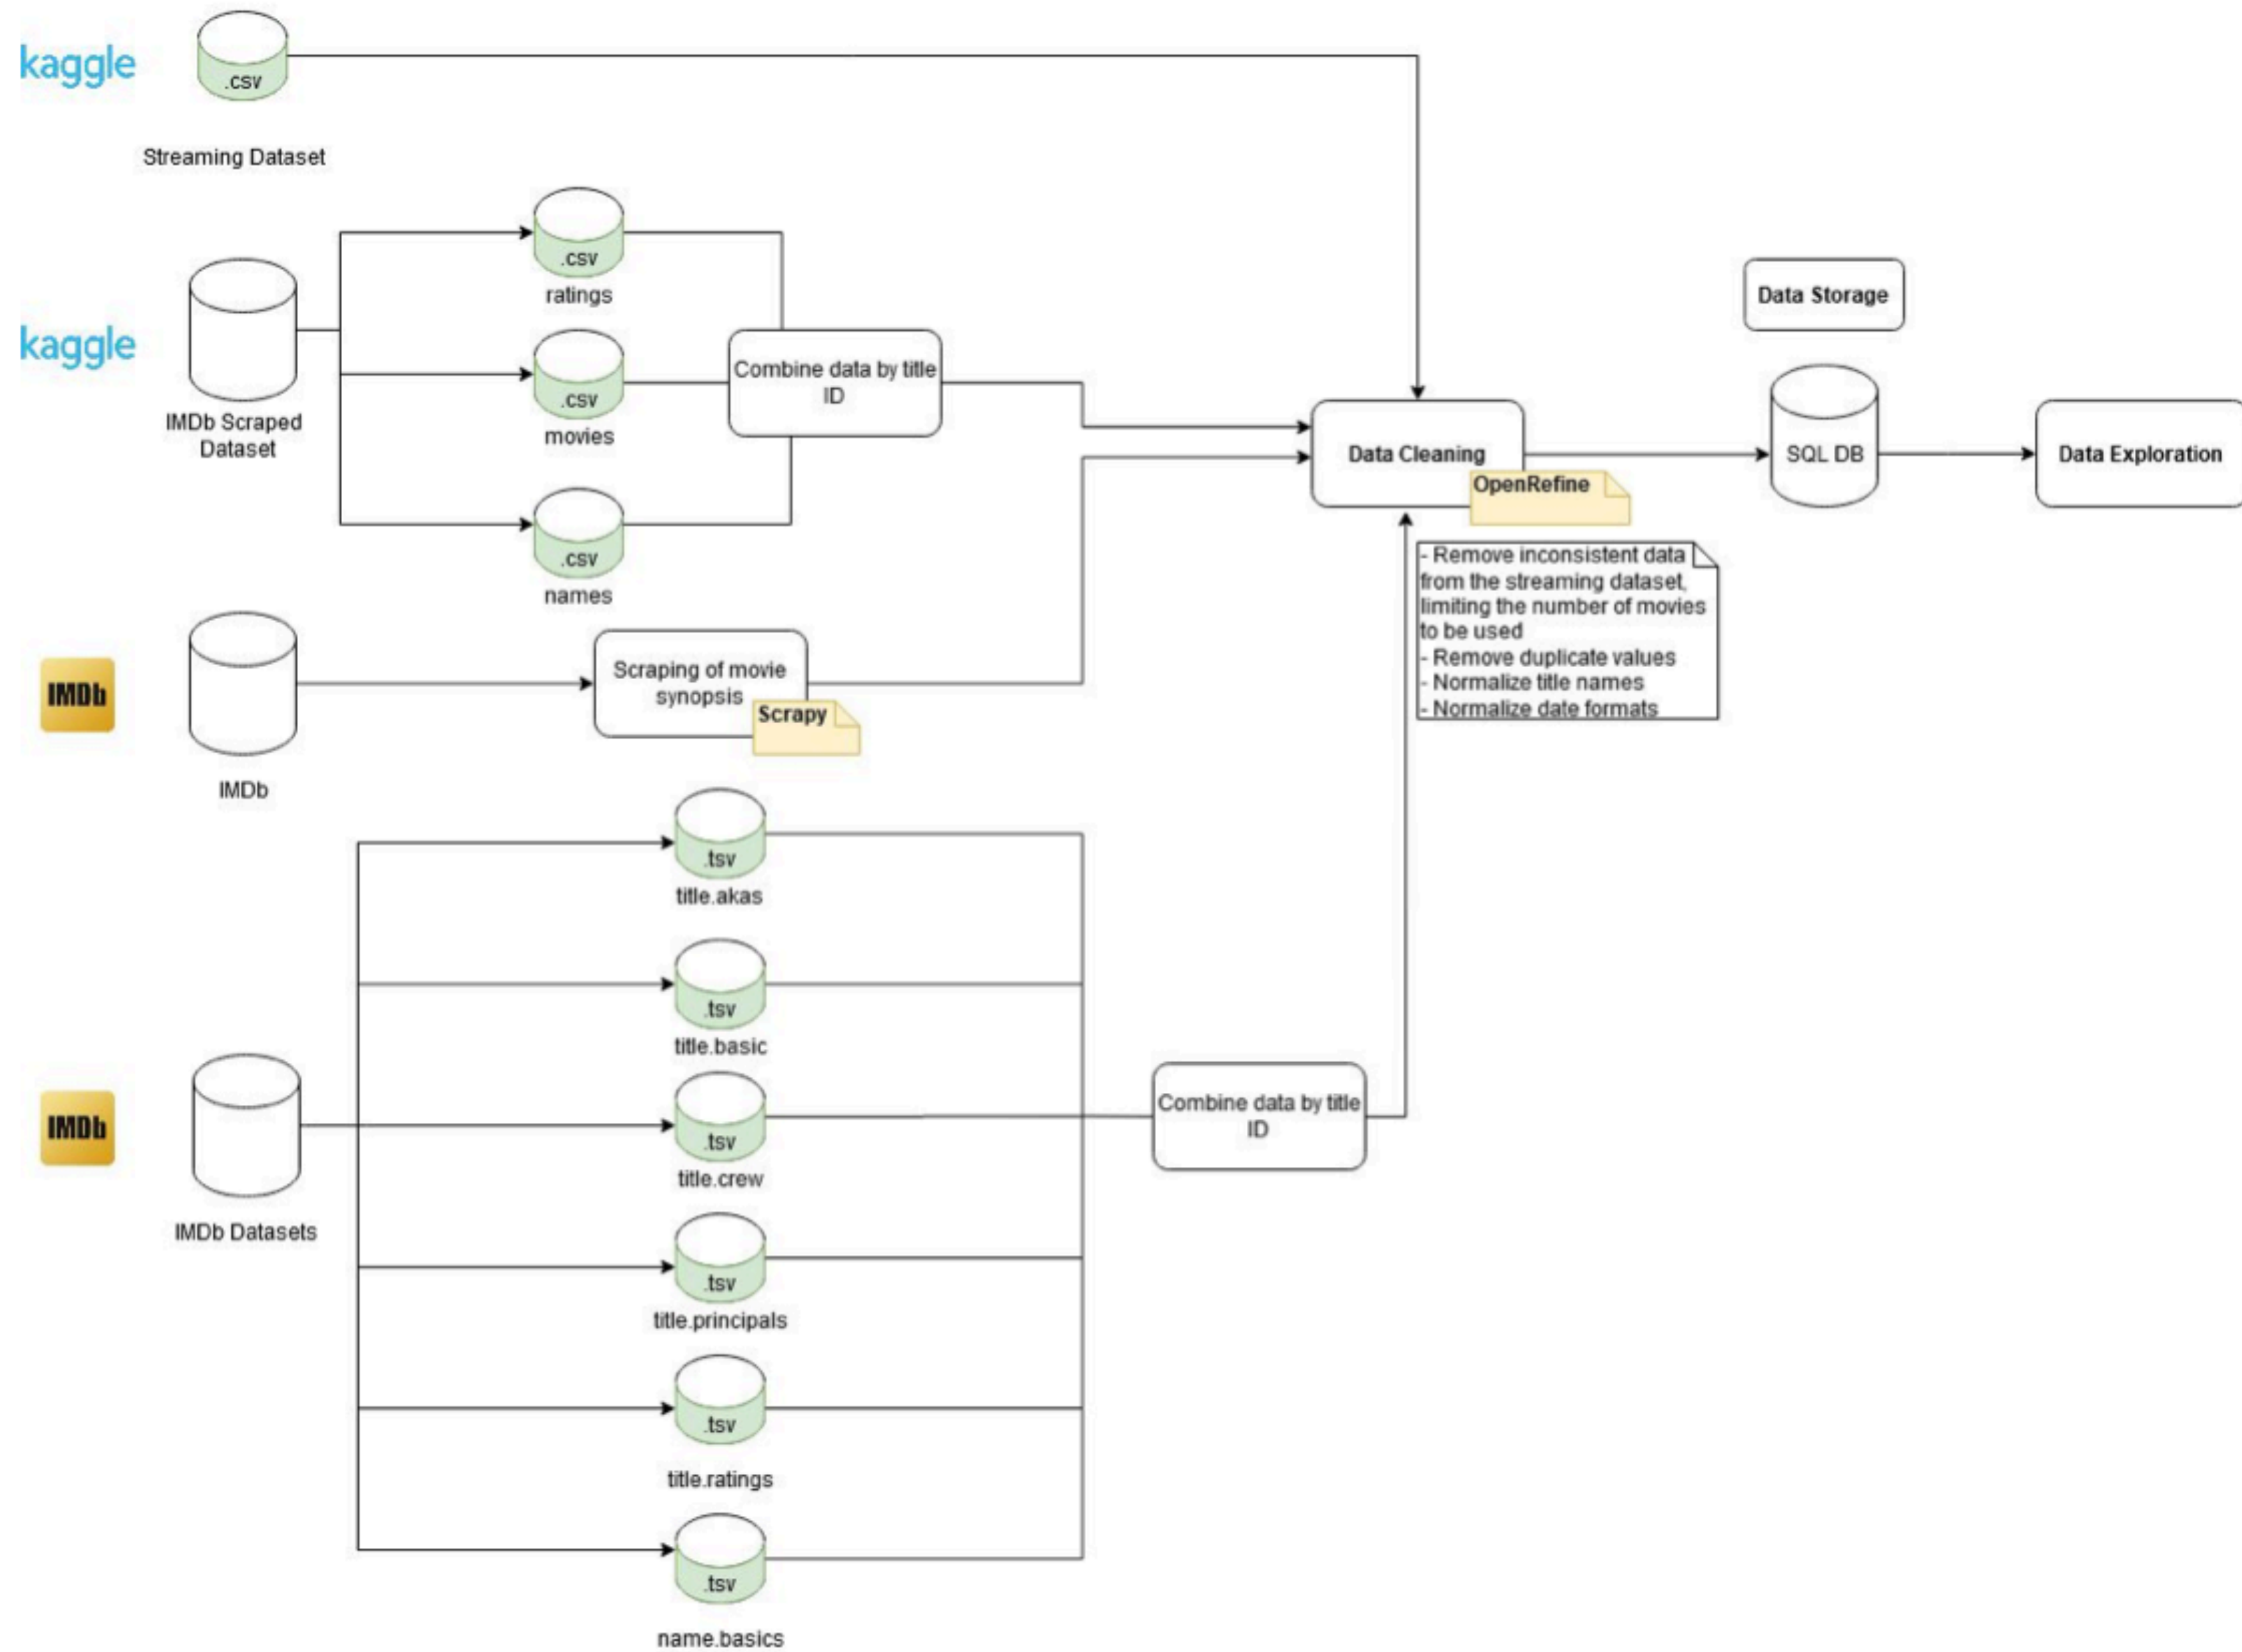 kaggle
.csv
Streaming Dataset
kaggle
IMDb Scraped
Dataset
.csv
ratings
.csv
movies
.csv
names
Combine data by title
ID
IMDb
IMDb
Scraping of movie
synopsis
Scrapy
Data Cleaning
OpenRefine
- Remove inconsistent data
from the streaming dataset,
limiting the number of movies
to be used
- Remove duplicate values
- Normalize title names
- Normalize date formats
Data Storage
SQL DB
Data Exploration
IMDb
IMDb Datasets
.tsv
title.akas
.tsv
title.basic
.tsv
title.crew
.tsv
title.principals
.tsv
title.ratings
.tsv
name.basics
Combine data by title
ID